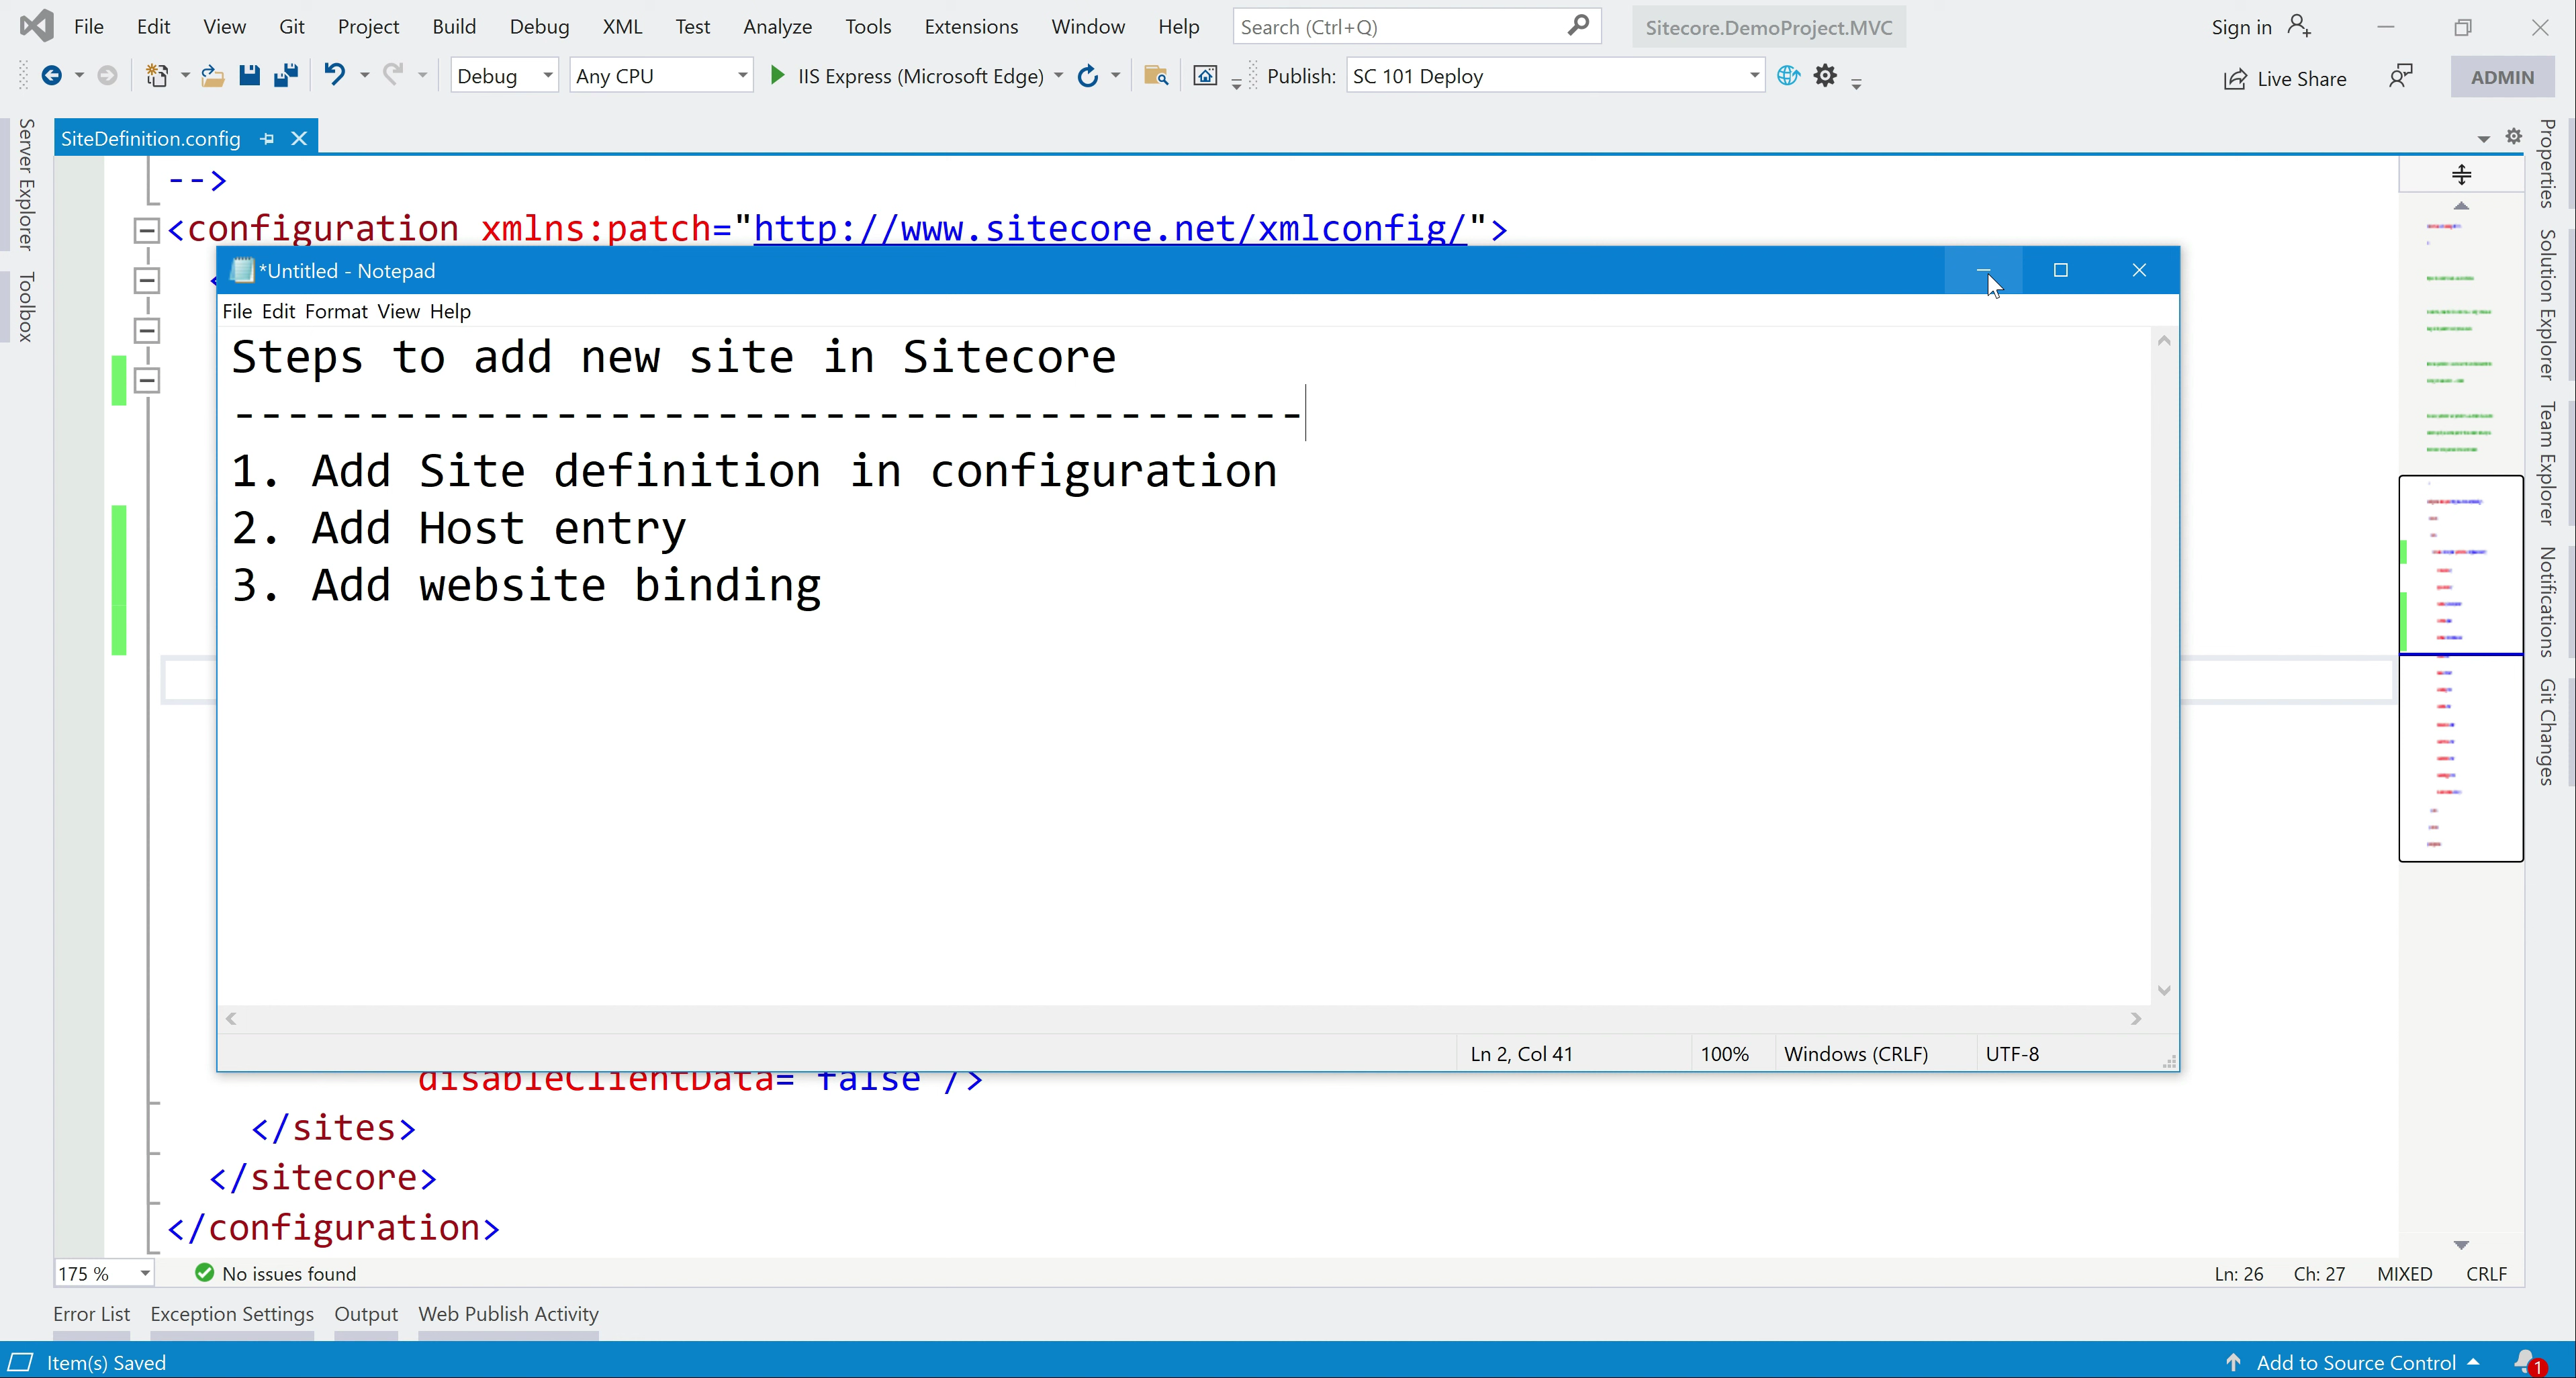 File Edit View Git Project Build Debug XML Test Analyze Tools Extensions Window Help Search (Ctrl+Q) Sitecore.DemoProject.MVC Sign in
Debug Any CPU IIS Express (Microsoft Edge) Publish: SC 101 Deploy Live Share ADMIN
SiteDefinition.config
Server Explorer
Toolbox
-->
<configuration xmlns:patch="http://www.sitecore.net/xmlconfig/">
*Untitled - Notepad
File Edit Format View Help
Steps to add new site in Sitecore
----------------------------------------
1. Add Site definition in configuration
2. Add Host entry
3. Add website binding
Ln 2, Col 41 100% Windows (CRLF) UTF-8
disableClientData="false" />
</sites>
</sitecore>
</configuration>
Properties
Solution Explorer
Team Explorer
Notifications
Git Changes
175 % No issues found Ln: 26 Ch: 27 MIXED CRLF
Error List Exception Settings Output Web Publish Activity
Item(s) Saved Add to Source Control 1